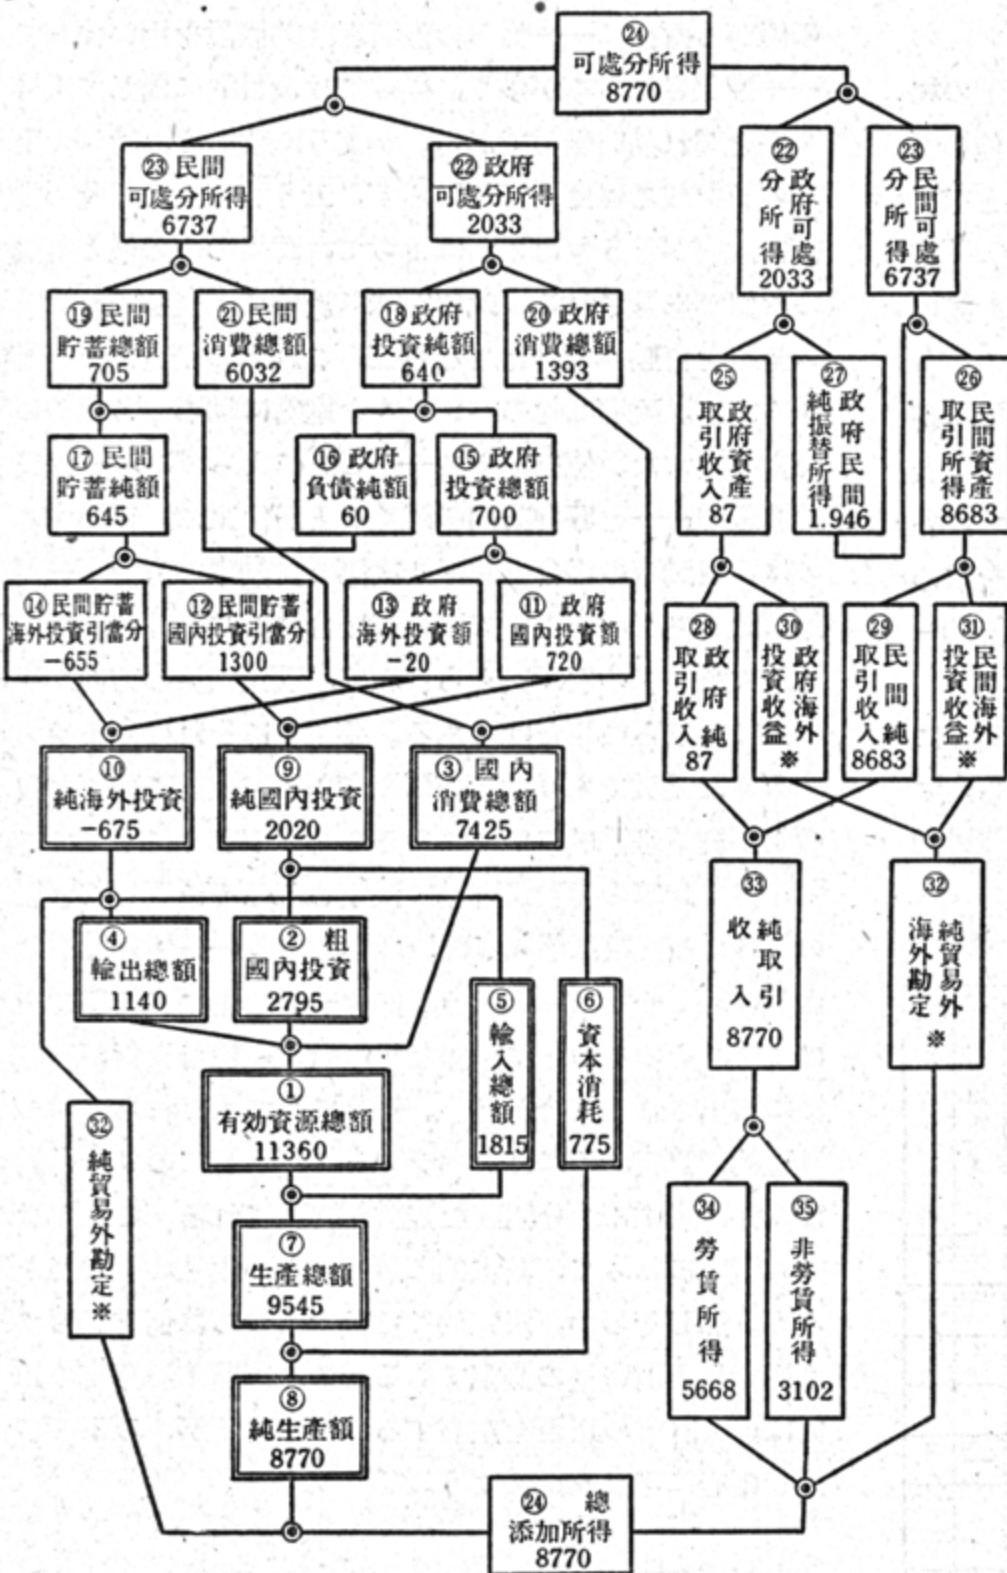 ㉔
可處分所得
8770
㉓民間
可處分所得
6737
㉒政府
可處分所得
2033
㉒
政府可處
分所得
2033
㉓
民間可處
分所得
6737
⑲民間
貯蓄總額
705
㉑民間
消費總額
6032
⑱政府
投資純額
640
⑳政府
消費總額
1393
㉕
政府資產
取引收入
87
㉗
政府民間
純振替所得
1.946
㉖
民間資產
取引所得
8683
⑰民間
貯蓄純額
645
⑯政府
負債純額
60
⑮政府
投資總額
700
⑭民間貯蓄
海外投資引當分
-655
⑫民間貯蓄
國內投資引當分
1300
⑬政府
海外投資額
-20
⑪政府
國內投資額
720
㉘
政府純
取引收入
87
㉚
政府海外
投資收益
※
㉙
民間純
取引收入
8683
㉛
民間海外
投資收益
※
⑩
純海外投資
-675
⑨
純國內投資
2020
③國內
消費總額
7425
④
輸出總額
1140
②粗
國內投資
2795
⑤
輸入總額
1815
⑥
資本消耗
775
㉝
純取引
收入
8770
㉜
純貿易外
海外勘定
※
①
有効資源總額
11360
㉜
純貿易外勘定
※
⑦
生產總額
9545
㉞
勞賃所得
5668
㉟
非勞賃所得
3102
⑧
純生產額
8770
㉔總
添加所得
8770